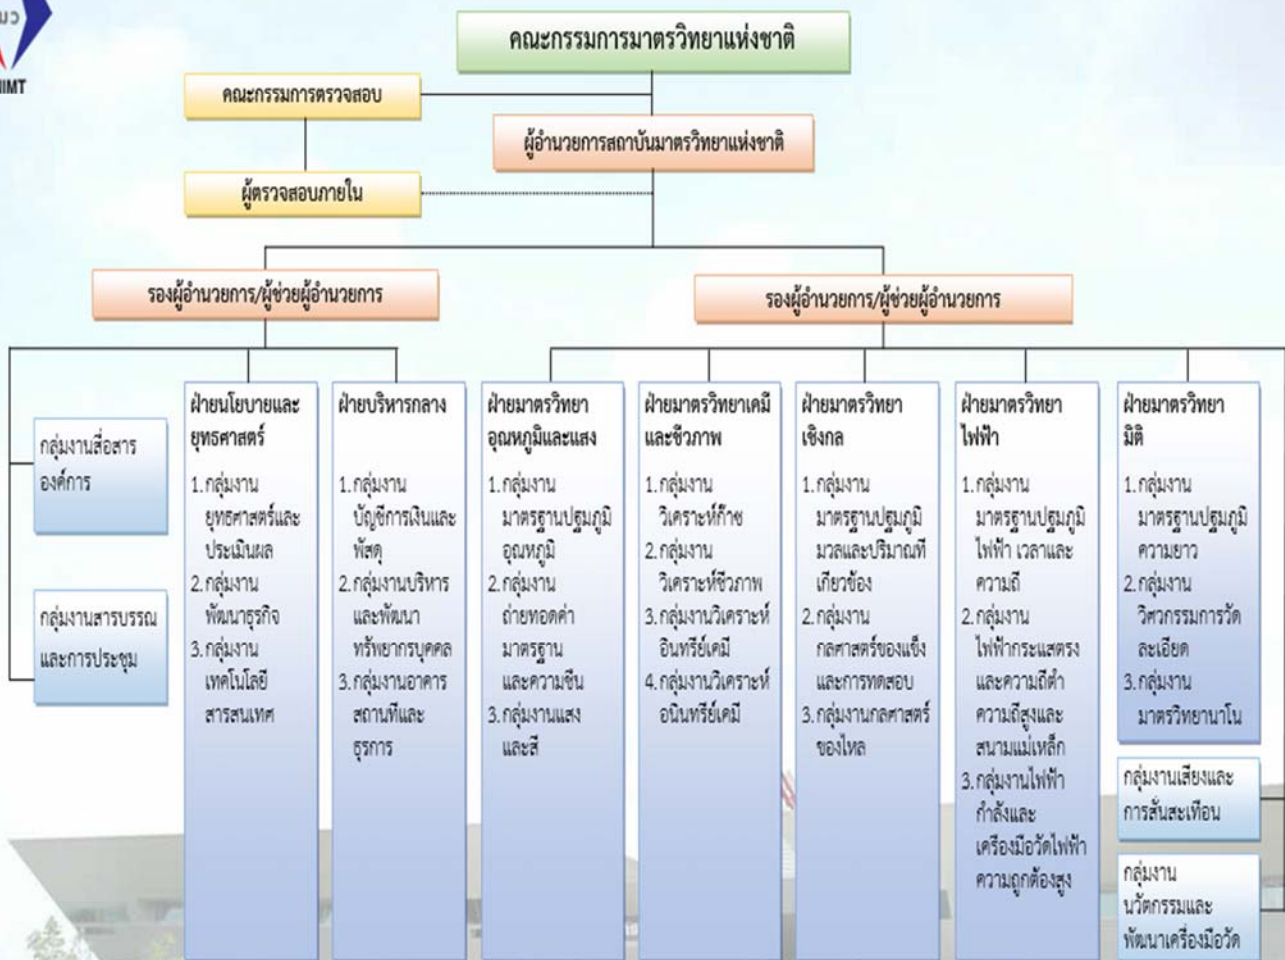 มว
NIMT
คณะกรรมการมาตรวิทยาแห่งชาติ
คณะกรรมการตรวจสอบ
ผู้อำนวยการสถาบันมาตรวิทยาแห่งชาติ
ผู้ตรวจสอบภายใน
รองผู้อำนวยการ/ผู้ช่วยผู้อำนวยการ
รองผู้อำนวยการ/ผู้ช่วยผู้อำนวยการ
กลุ่มงานสื่อสาร
องค์การ
กลุ่มงานสารบรรณ
และการประชุม
ฝ่ายนโยบายและ
ยุทธศาสตร์
1.กลุ่มงาน
ยุทธศาสตร์และ
ประเมินผล
2.กลุ่มงาน
พัฒนาธุรกิจ
3.กลุ่มงาน
เทคโนโลยี
สารสนเทศ
ฝ่ายบริหารกลาง
1.กลุ่มงาน
บัญชีการเงินและ
พัสดุ
2.กลุ่มงานบริหาร
และพัฒนา
ทรัพยากรบุคคล
3.กลุ่มงานอาคาร
สถานที่และ
ธุรการ
ฝ่ายมาตรวิทยา
อุณหภูมิและแสง
1.กลุ่มงาน
มาตรฐานปฐมภูมิ
อุณหภูมิ
2.กลุ่มงาน
ถ่ายทอดค่า
มาตรฐาน
และความชื้น
3.กลุ่มงานแสง
และสี
ฝ่ายมาตรวิทยาเคมี
และชีวภาพ
1.กลุ่มงาน
วิเคราะห์ก๊าซ
2.กลุ่มงาน
วิเคราะห์ชีวภาพ
3.กลุ่มงานวิเคราะห์
อินทรีย์เคมี
4.กลุ่มงานวิเคราะห์
อนินทรีย์เคมี
ฝ่ายมาตรวิทยา
เชิงกล
1.กลุ่มงาน
มาตรฐานปฐมภูมิ
มวลและปริมาณที่
เกี่ยวข้อง
2.กลุ่มงาน
กลศาสตร์ของแข็ง
และการทดสอบ
3.กลุ่มงานกลศาสตร์
ของไหล
ฝ่ายมาตรวิทยา
ไฟฟ้า
1.กลุ่มงาน
มาตรฐานปฐมภูมิ
ไฟฟ้า เวลาและ
ความถี่
2.กลุ่มงาน
ไฟฟ้ากระแสตรง
และความถี่ต่ำ
ความถี่สูงและ
สนามแม่เหล็ก
3.กลุ่มงานไฟฟ้า
กำลังและ
เครื่องมือวัดไฟฟ้า
ความถูกต้องสูง
ฝ่ายมาตรวิทยา
มิติ
1.กลุ่มงาน
มาตรฐานปฐมภูมิ
ความยาว
2.กลุ่มงาน
วิศวกรรมการวัด
ละเอียด
3.กลุ่มงาน
มาตรวิทยานาโน
กลุ่มงานเสียงและ
การสั่นสะเทือน
กลุ่มงาน
นวัตกรรมและ
พัฒนาเครื่องมือวัด